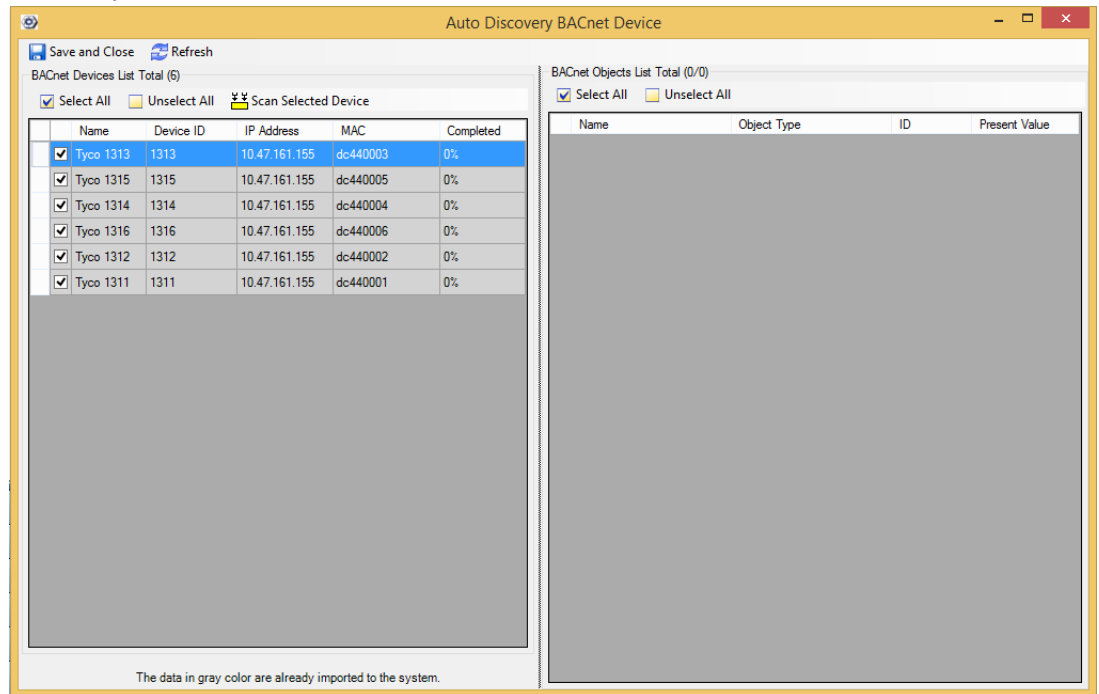 Auto Discovery BACnet Device
Save and Close Refresh
BACnet Devices List Total (6)
Select All Unselect All Scan Selected Device
Name Device ID IP Address MAC Completed
Tyco 1313 1313 10.47.161.155 dc440003 0%
Tyco 1315 1315 10.47.161.155 dc440005 0%
Tyco 1314 1314 10.47.161.155 dc440004 0%
Tyco 1316 1316 10.47.161.155 dc440006 0%
Tyco 1312 1312 10.47.161.155 dc440002 0%
Tyco 1311 1311 10.47.161.155 dc440001 0%
The data in gray color are already imported to the system.
BACnet Objects List Total (0/0)
Select All Unselect All
Name Object Type ID Present Value